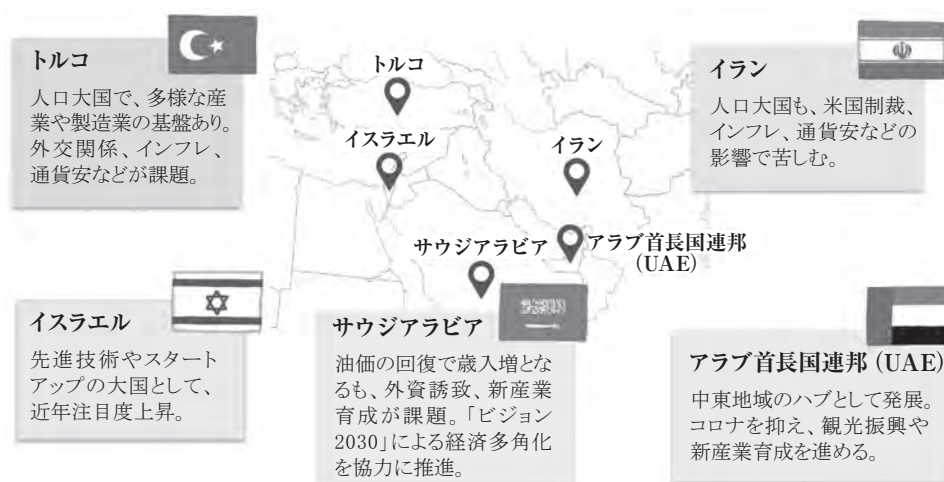 トルコ
人口大国で、多様な産
業や製造業の基盤あり。
外交関係、インフレ、
通貨安などが課題。
イラン
人口大国も、米国制裁、
インフレ、通貨安などの
影響で苦しむ。
トルコ
イスラエル
イラン
サウジアラビア
アラブ首長国連邦
(UAE)
イスラエル
先進技術やスタート
アップの大国として、
近年注目度上昇。
サウジアラビア
油価の回復で歳入増とな
るも、外資誘致、新産業
育成が課題。「ビジョン
2030」による経済多角化
を協力に推進。
アラブ首長国連邦 (UAE)
中東地域のハブとして発展。
コロナを抑え、観光振興や
新産業育成を進める。